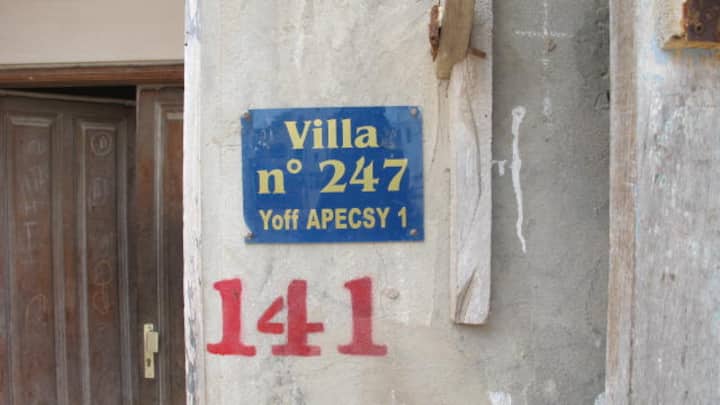 Villa
n° 247
Yoff APECSY 1
141